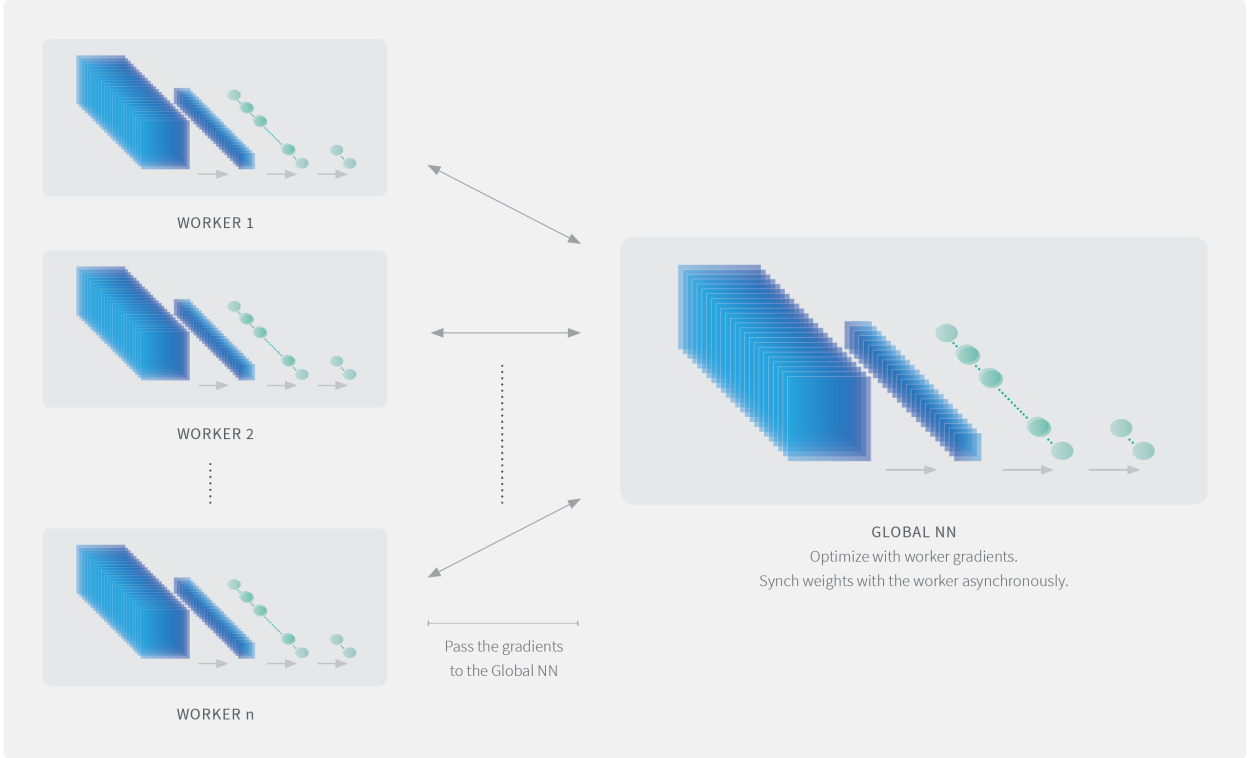 WORKER 1
WORKER 2
WORKER n
Pass the gradients
to the Global NN
GLOBAL NN
Optimize with worker gradients.
Synch weights with the worker asynchronously.